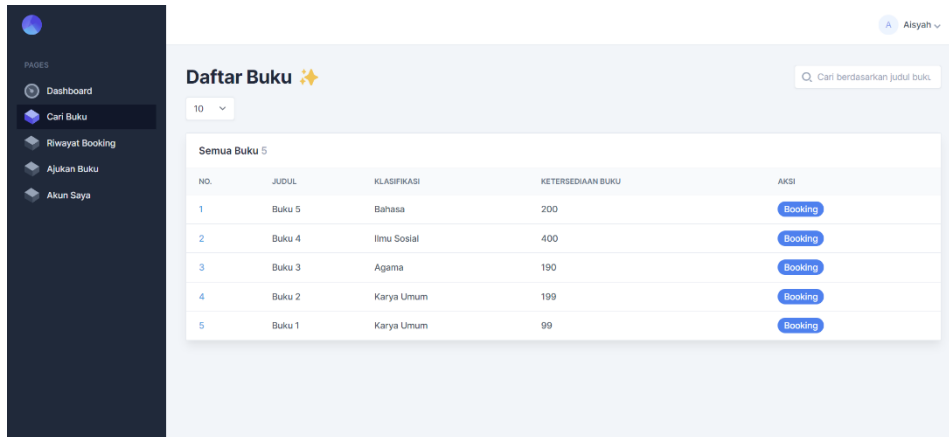 A Aisyah
PAGES
Dashboard
Cari Buku
Riwayat Booking
Ajukan Buku
Akun Saya
Daftar Buku ✨
Cari berdasarkan judul buku.
10
Semua Buku 5
NO. JUDUL KLASIFIKASI KETERSEDIAAN BUKU AKSI
1 Buku 5 Bahasa 200 Booking
2 Buku 4 Ilmu Sosial 400 Booking
3 Buku 3 Agama 190 Booking
4 Buku 2 Karya Umum 199 Booking
5 Buku 1 Karya Umum 99 Booking